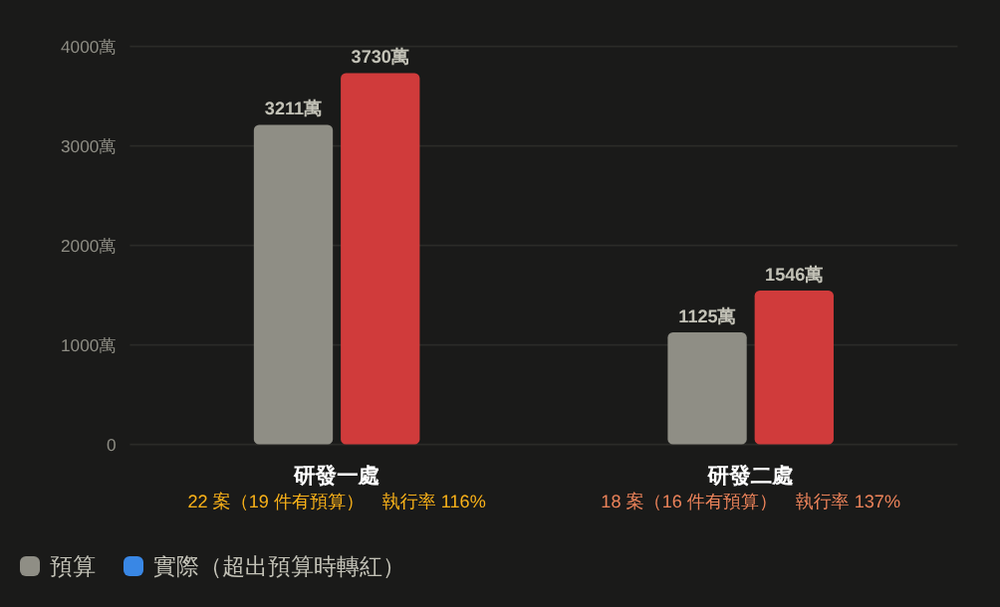 4000萬
3000萬
2000萬
1000萬
0
3211萬
3730萬
1125萬
1546萬
研發一處
22 案（19 件有預算） 執行率 116%
研發二處
18 案（16 件有預算） 執行率 137%
預算
實際（超出預算時轉紅）